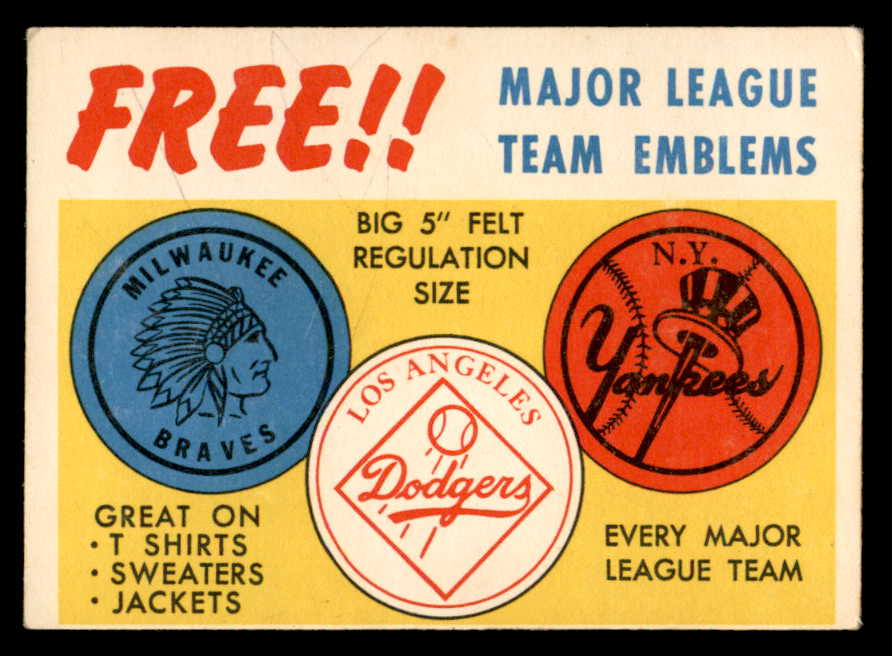 FREE!!
MAJOR LEAGUE
TEAM EMBLEMS
BIG 5" FELT
REGULATION
SIZE
MILWAUKEE
BRAVES
N.Y.
Yankees
LOS ANGELES
Dodgers
GREAT ON
• T SHIRTS
• SWEATERS
• JACKETS
EVERY MAJOR
LEAGUE TEAM